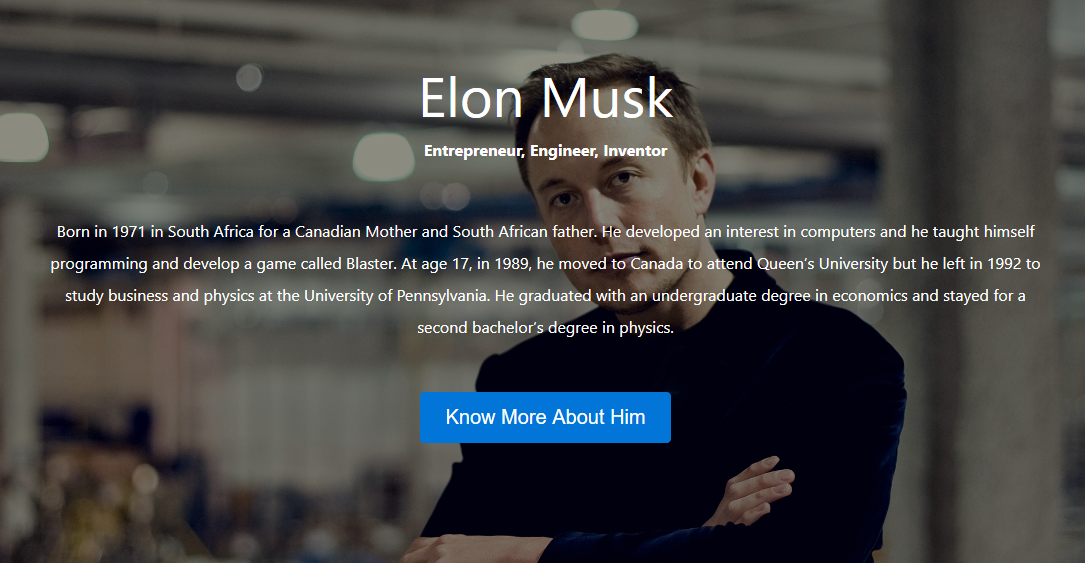 Elon Musk
Entrepreneur, Engineer, Inventor
Born in 1971 in South Africa for a Canadian Mother and South African father. He developed an interest in computers and he taught himself
programming and develop a game called Blaster. At age 17, in 1989, he moved to Canada to attend Queen’s University but he left in 1992 to
study business and physics at the University of Pennsylvania. He graduated with an undergraduate degree in economics and stayed for a
second bachelor’s degree in physics.
Know More About Him